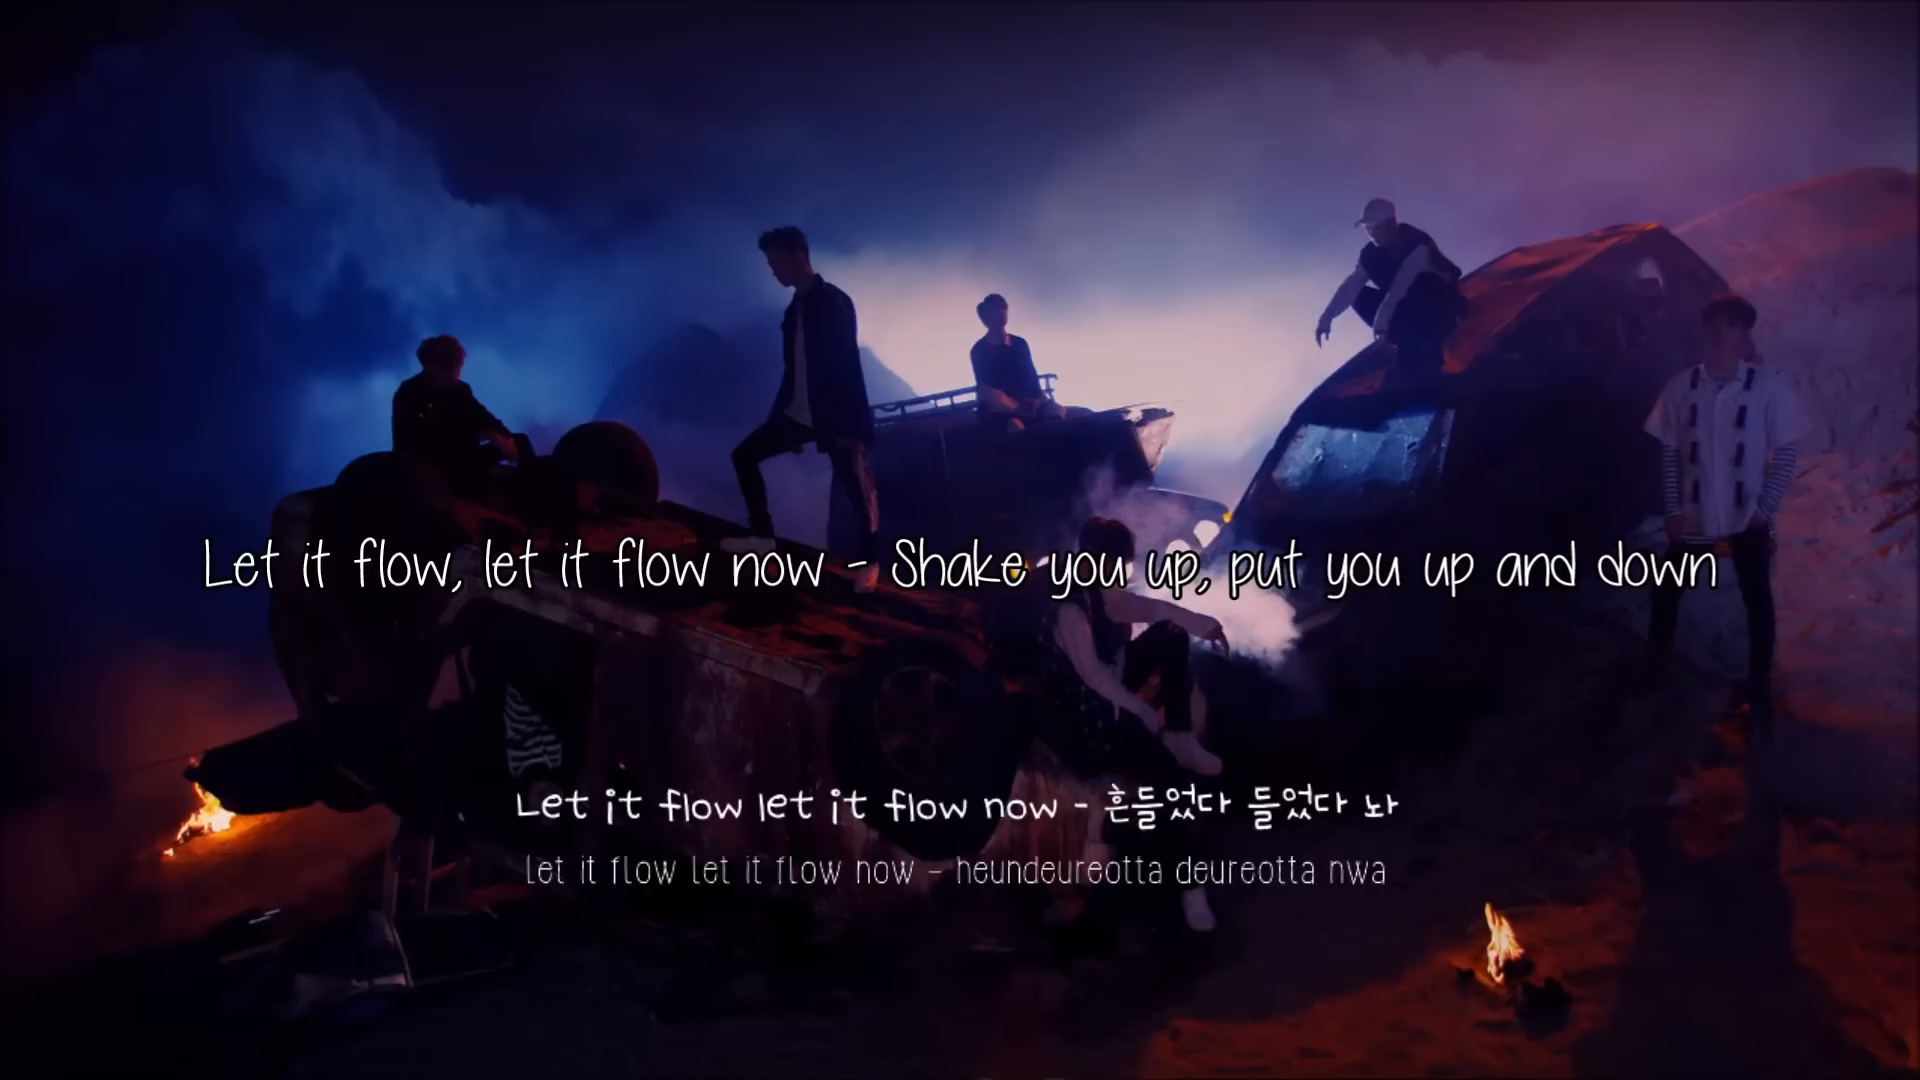 Let it flow, let it flow now - Shake you up, put you up and down
Let it flow let it flow now - 흔들었다 들었다 놔
let it flow let it flow now - heundeureotta deureotta nwa